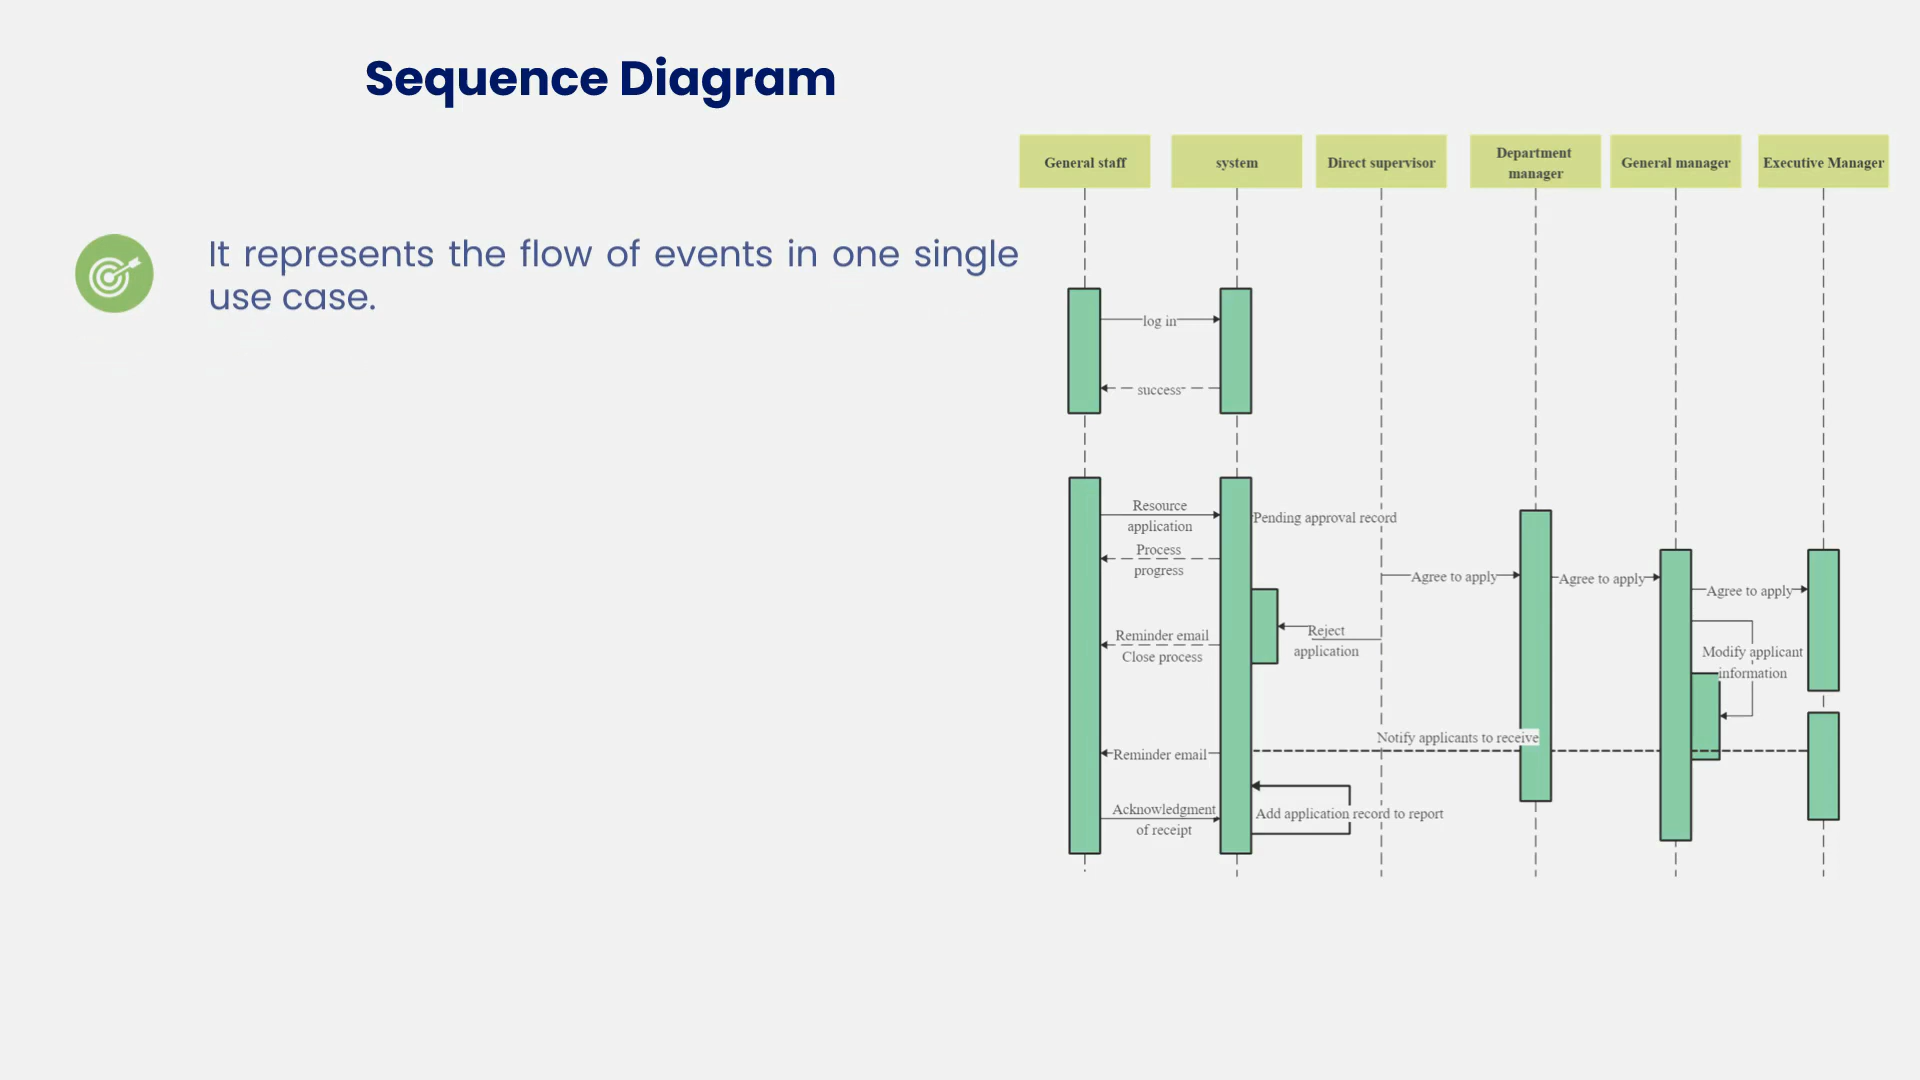 Sequence Diagram
It represents the flow of events in one single
use case.
General staff
system
Direct supervisor
Department
manager
General manager
Executive Manager
log in
success
Resource
application
Pending approval record
Process
progress
Agree to apply
Agree to apply
Agree to apply
Reminder email
Close process
Reject
application
Modify applicant
information
Notify applicants to receive
Reminder email
Acknowledgment
of receipt
Add application record to report